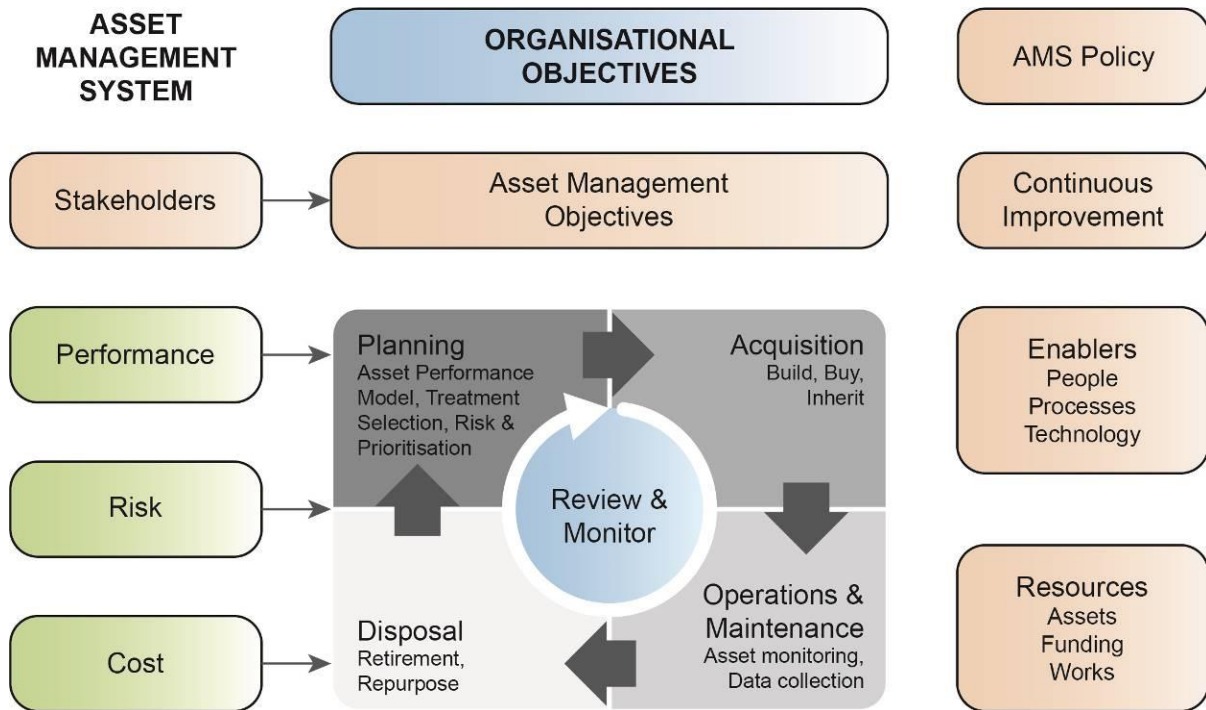 ASSET
MANAGEMENT
SYSTEM
ORGANISATIONAL
OBJECTIVES
AMS Policy
Stakeholders
Asset Management
Objectives
Continuous
Improvement
Performance
Planning
Asset Performance
Model, Treatment
Selection, Risk &
Prioritisation
Acquisition
Build, Buy,
Inherit
Enablers
People
Processes
Technology
Risk
Review &
Monitor
Cost
Disposal
Retirement,
Repurpose
Operations &
Maintenance
Asset monitoring,
Data collection
Resources
Assets
Funding
Works